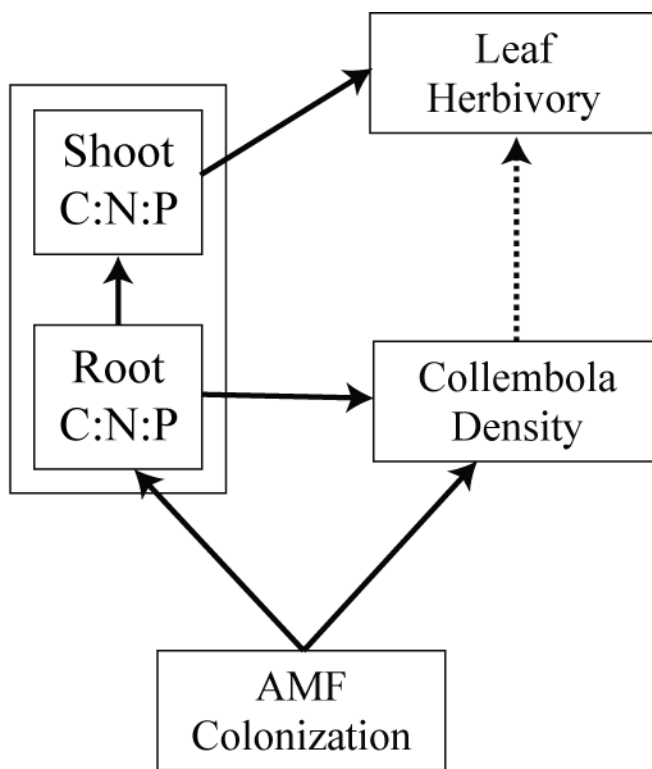 Leaf
Herbivory
Shoot
C:N:P
Root
C:N:P
Collembola
Density
AMF
Colonization